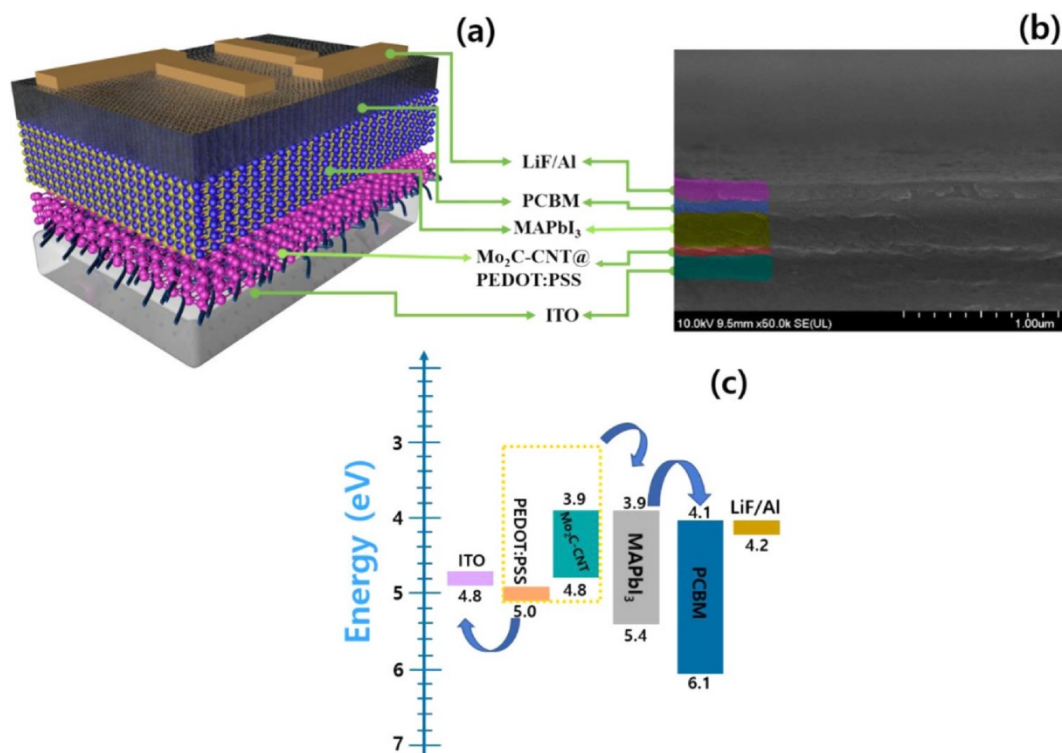 (a)
(b)
LiF/Al
PCBM
MAPbI₃
Mo₂C-CNT@
PEDOT:PSS
ITO
10.0kV 9.5mm x50.0k SE(UL)
1.00um
(c)
Energy (eV)
3
4
5
6
7
ITO
4.8
PEDOT:PSS
5.0
3.9
Mo₂C-CNT
4.8
3.9
MAPbI₃
5.4
4.1
PCBM
6.1
LiF/Al
4.2